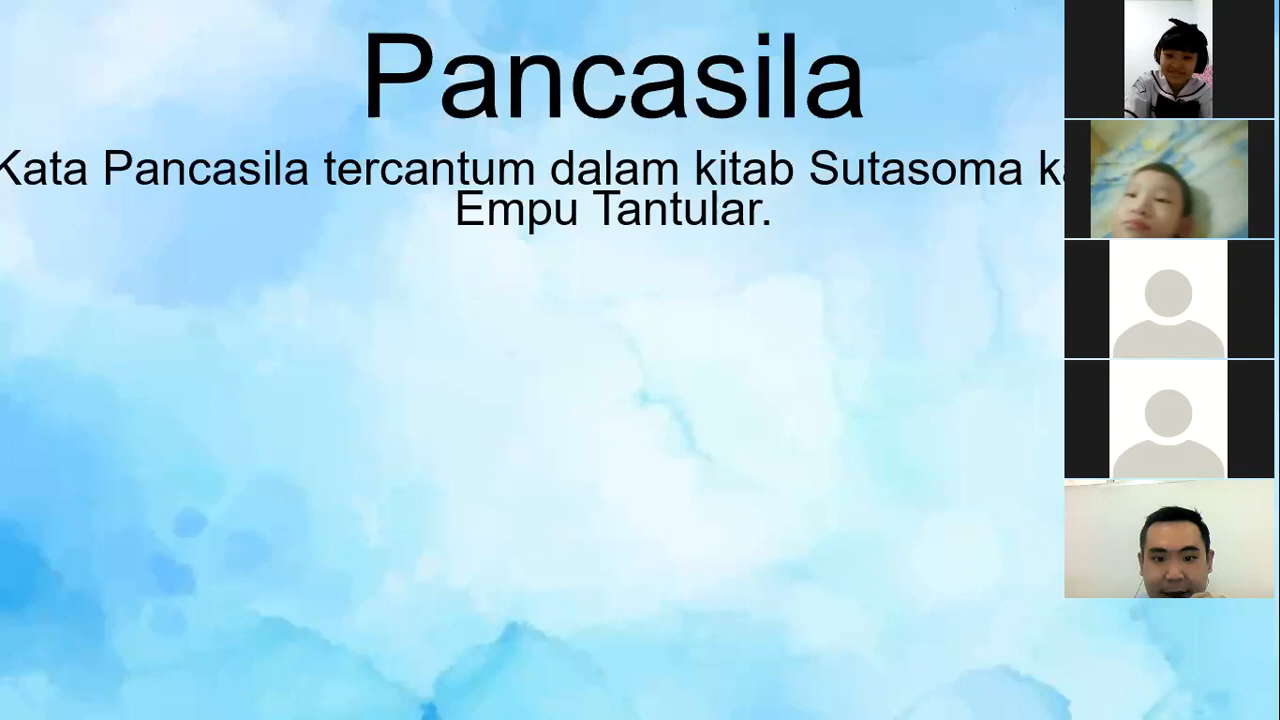 Pancasila
Kata Pancasila tercantum dalam kitab Sutasoma
Empu Tantular.